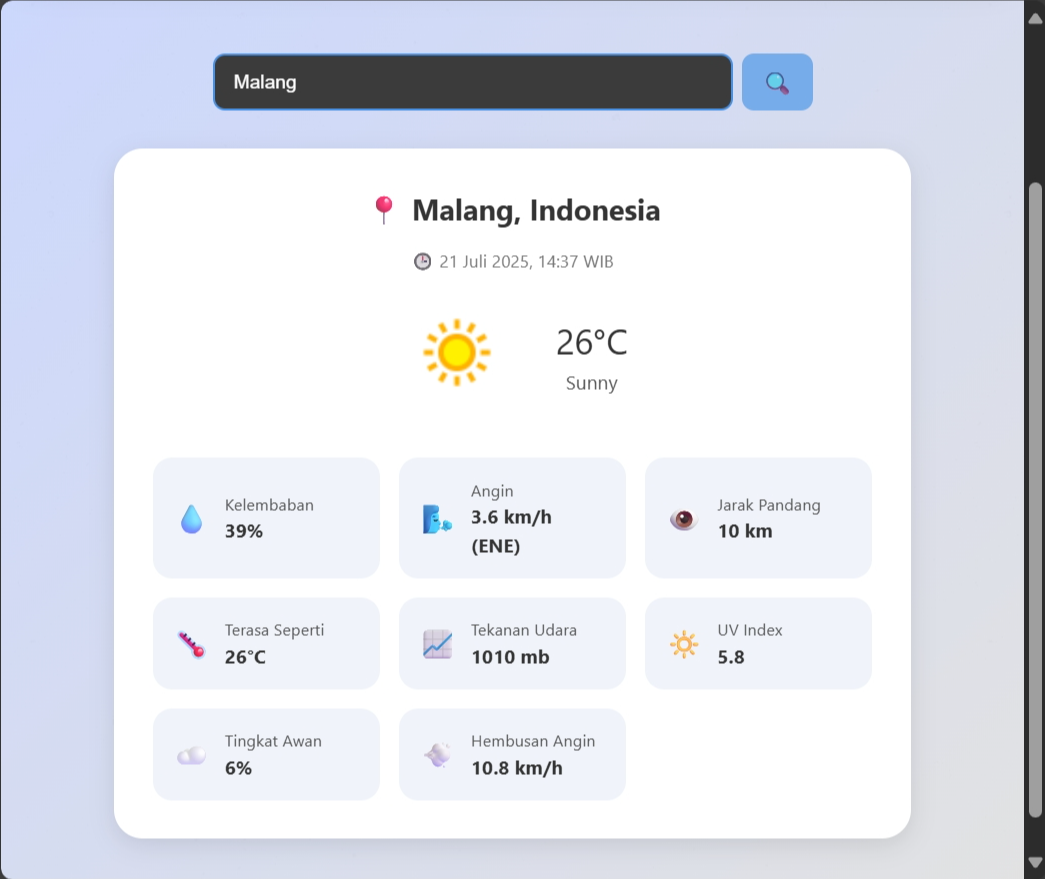 Malang
Malang, Indonesia
21 Juli 2025, 14:37 WIB
26°C
Sunny
Kelembaban
39%
Angin
3.6 km/h
(ENE)
Jarak Pandang
10 km
Terasa Seperti
26°C
Tekanan Udara
1010 mb
UV Index
5.8
Tingkat Awan
6%
Hembusan Angin
10.8 km/h